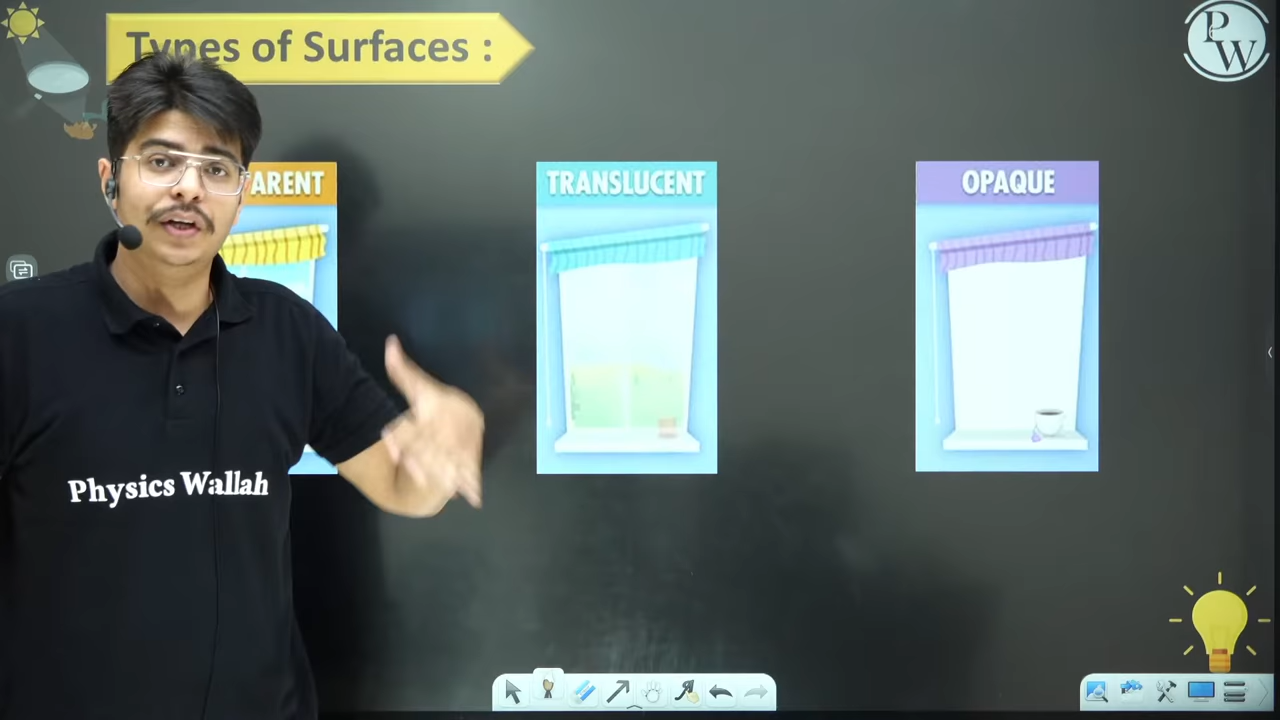 Types of Surfaces :
PW
ARENT
TRANSLUCENT
OPAQUE
Physics Wallah